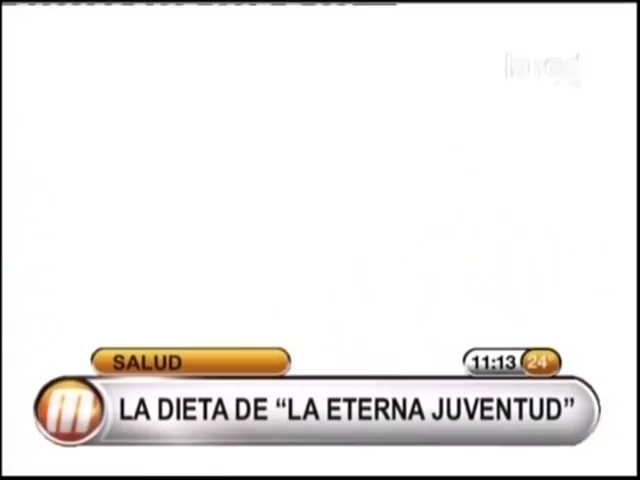 SALUD
11:13 24°
LA DIETA DE “LA ETERNA JUVENTUD”